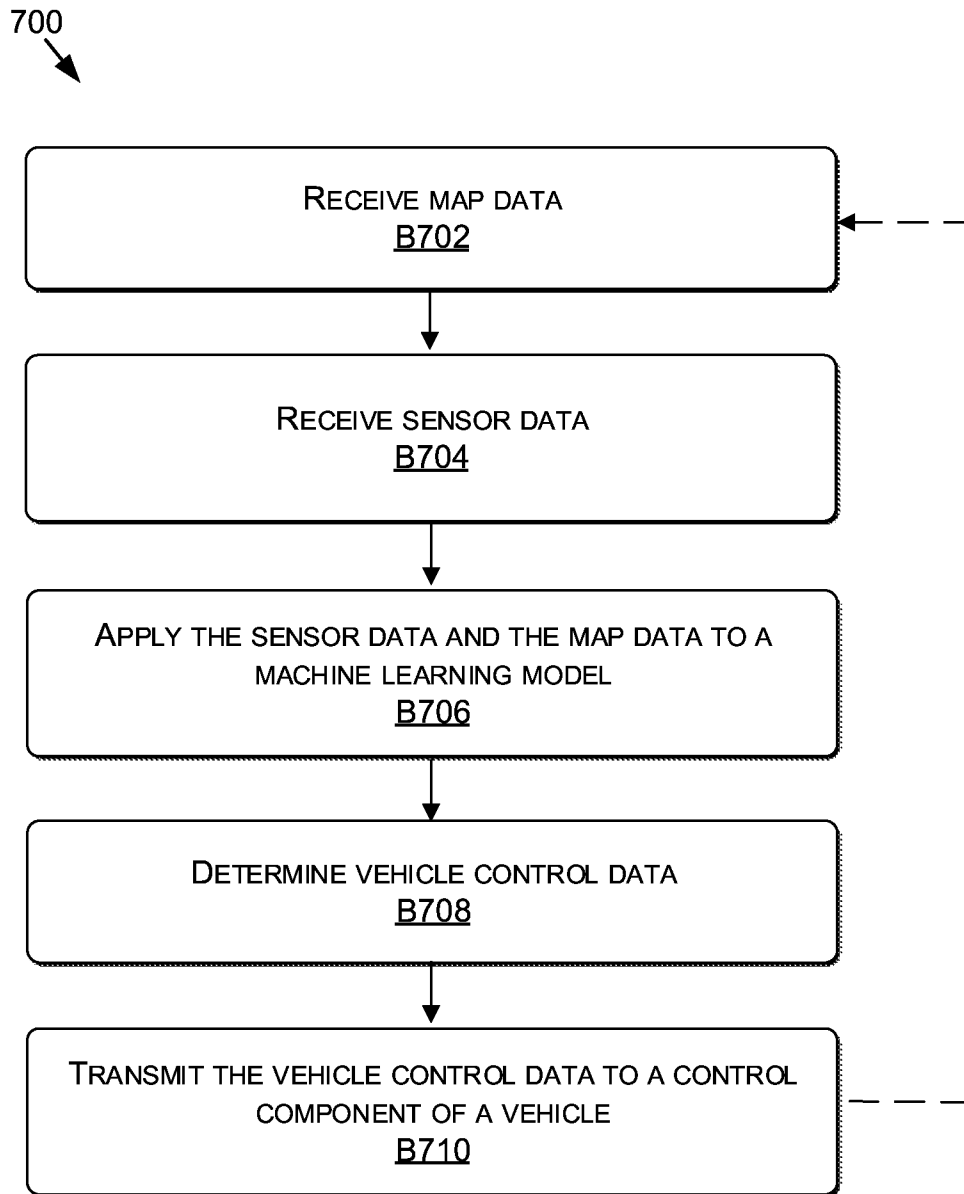 700
RECEIVE MAP DATA
B702
RECEIVE SENSOR DATA
B704
APPLY THE SENSOR DATA AND THE MAP DATA TO A
MACHINE LEARNING MODEL
B706
DETERMINE VEHICLE CONTROL DATA
B708
TRANSMIT THE VEHICLE CONTROL DATA TO A CONTROL
COMPONENT OF A VEHICLE
B710